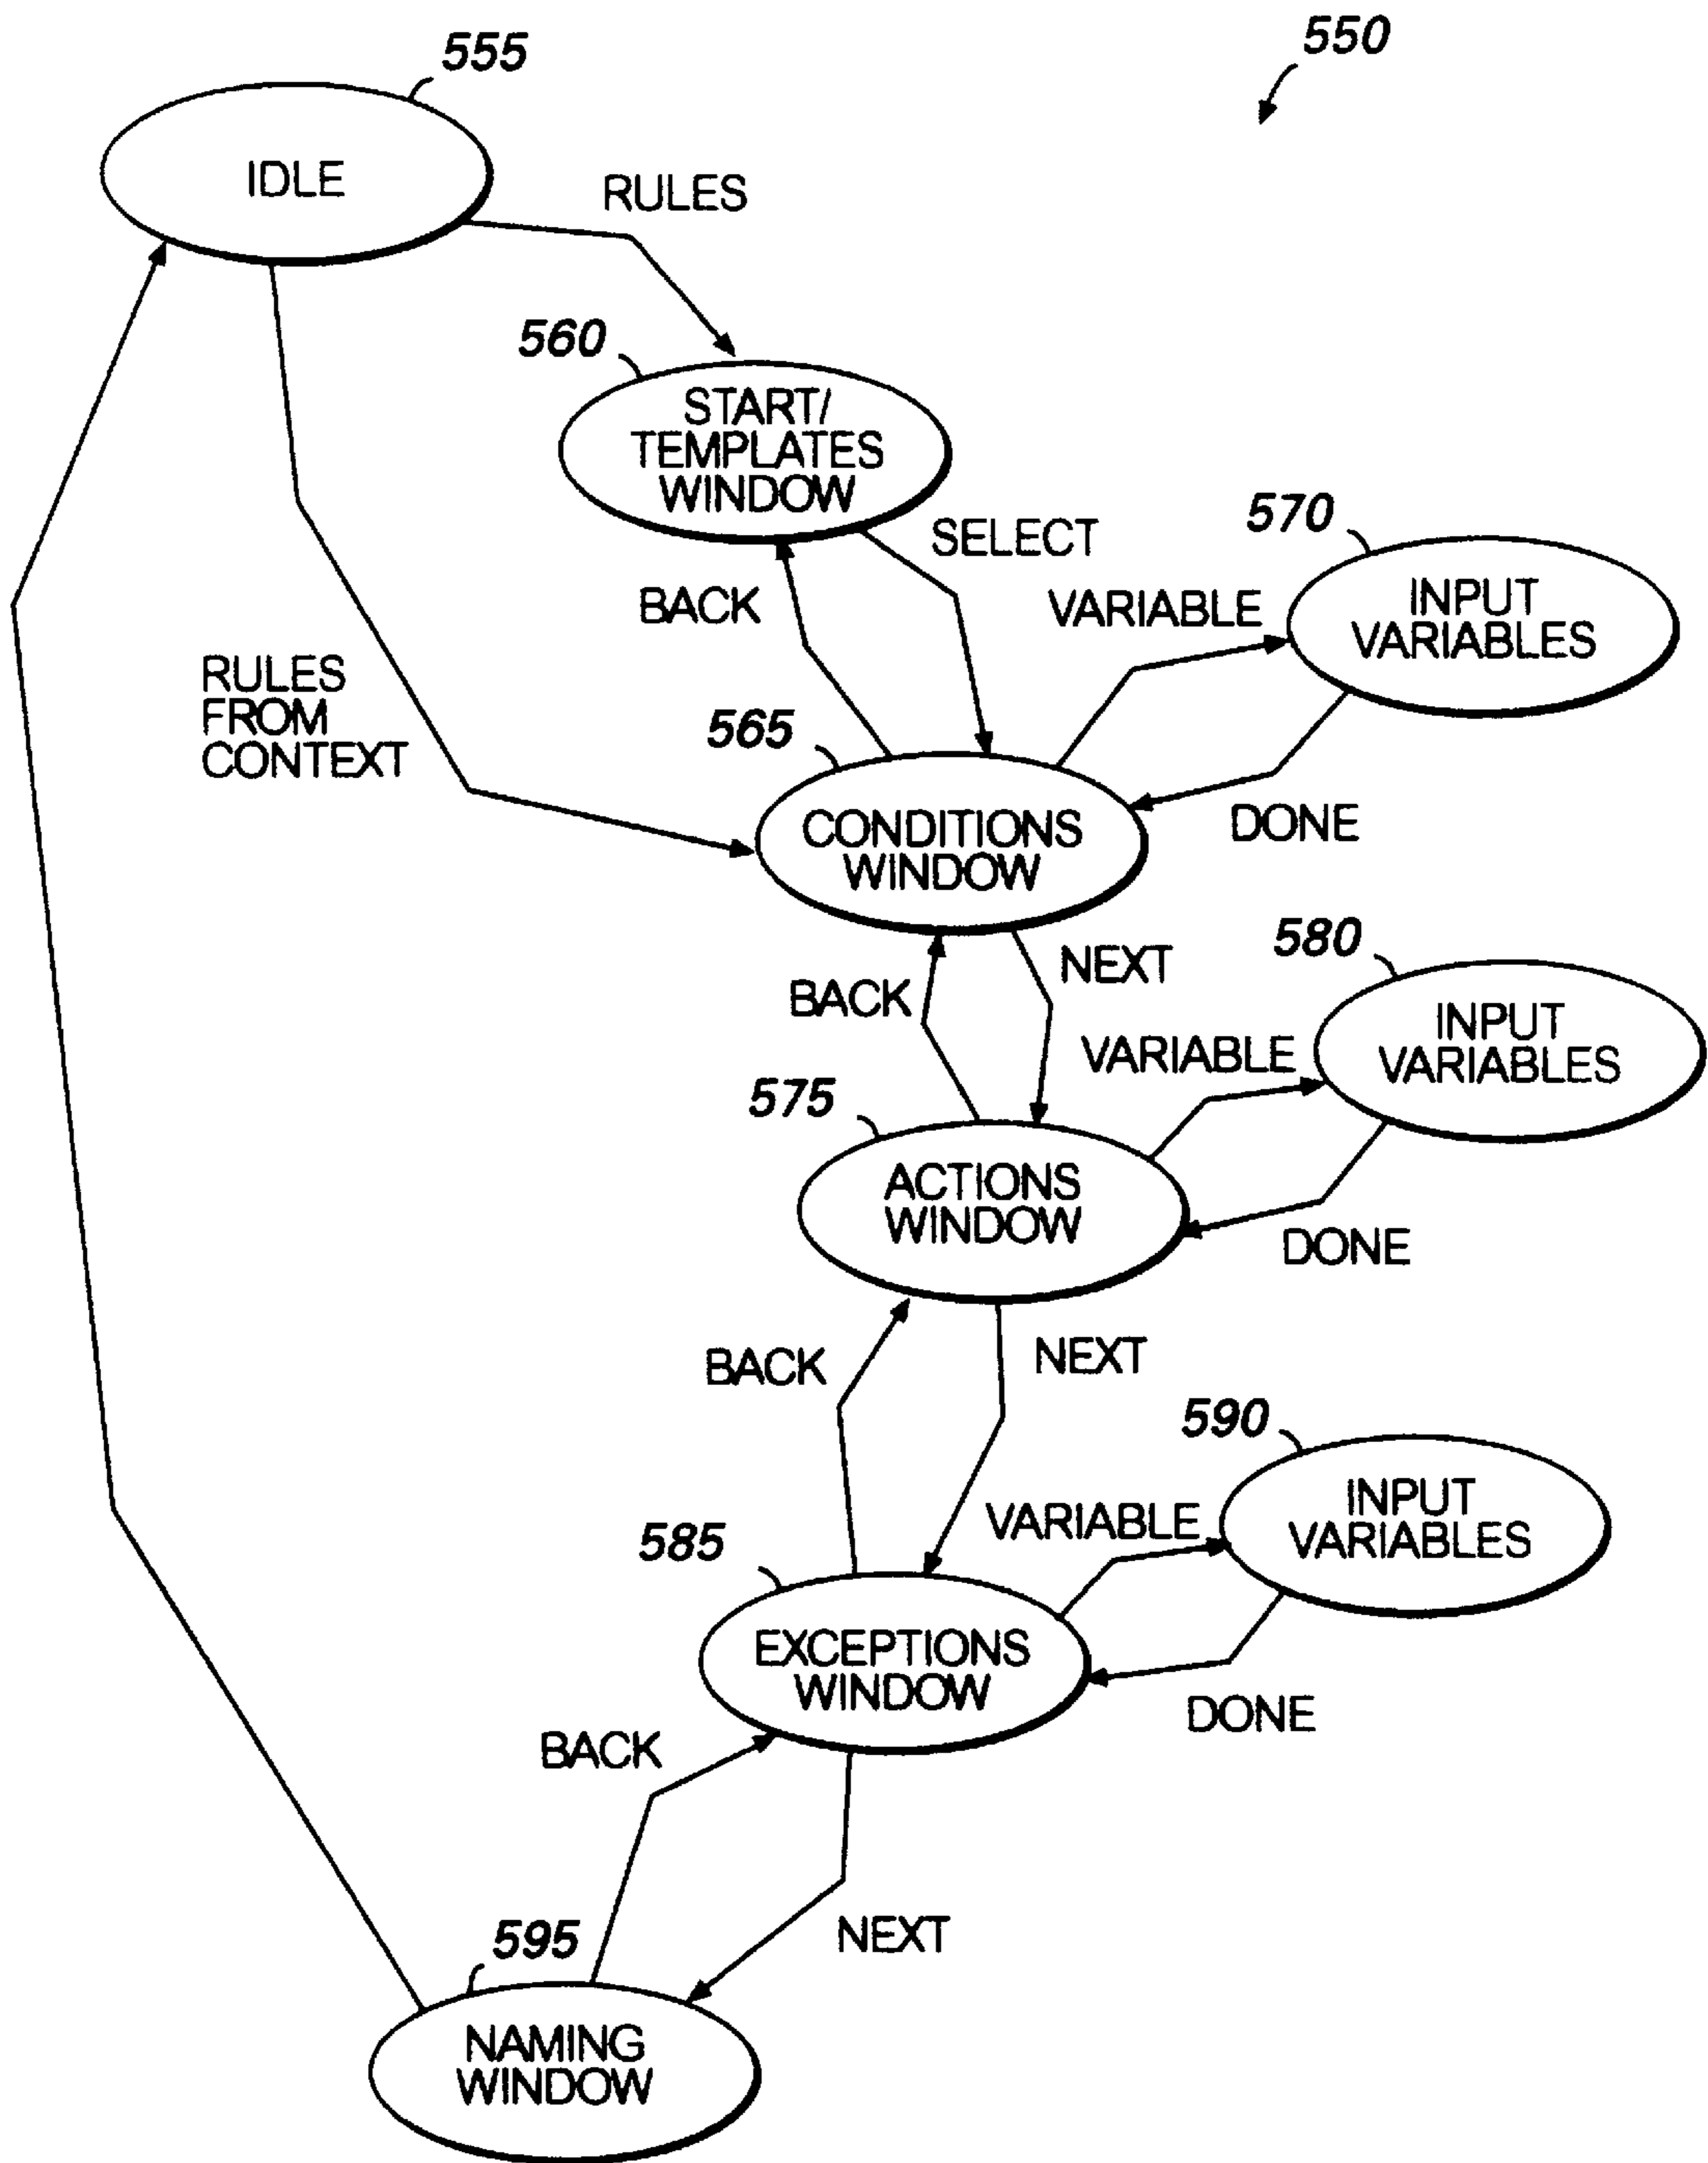 550
555
IDLE
RULES
560
START/
TEMPLATES
WINDOW
SELECT
BACK
570
INPUT
VARIABLES
VARIABLE
RULES
FROM
CONTEXT
565
DONE
CONDITIONS
WINDOW
NEXT
BACK
580
INPUT
VARIABLES
VARIABLE
575
ACTIONS
WINDOW
DONE
BACK
NEXT
590
INPUT
VARIABLES
VARIABLE
585
EXCEPTIONS
WINDOW
DONE
BACK
NEXT
595
NAMING
WINDOW